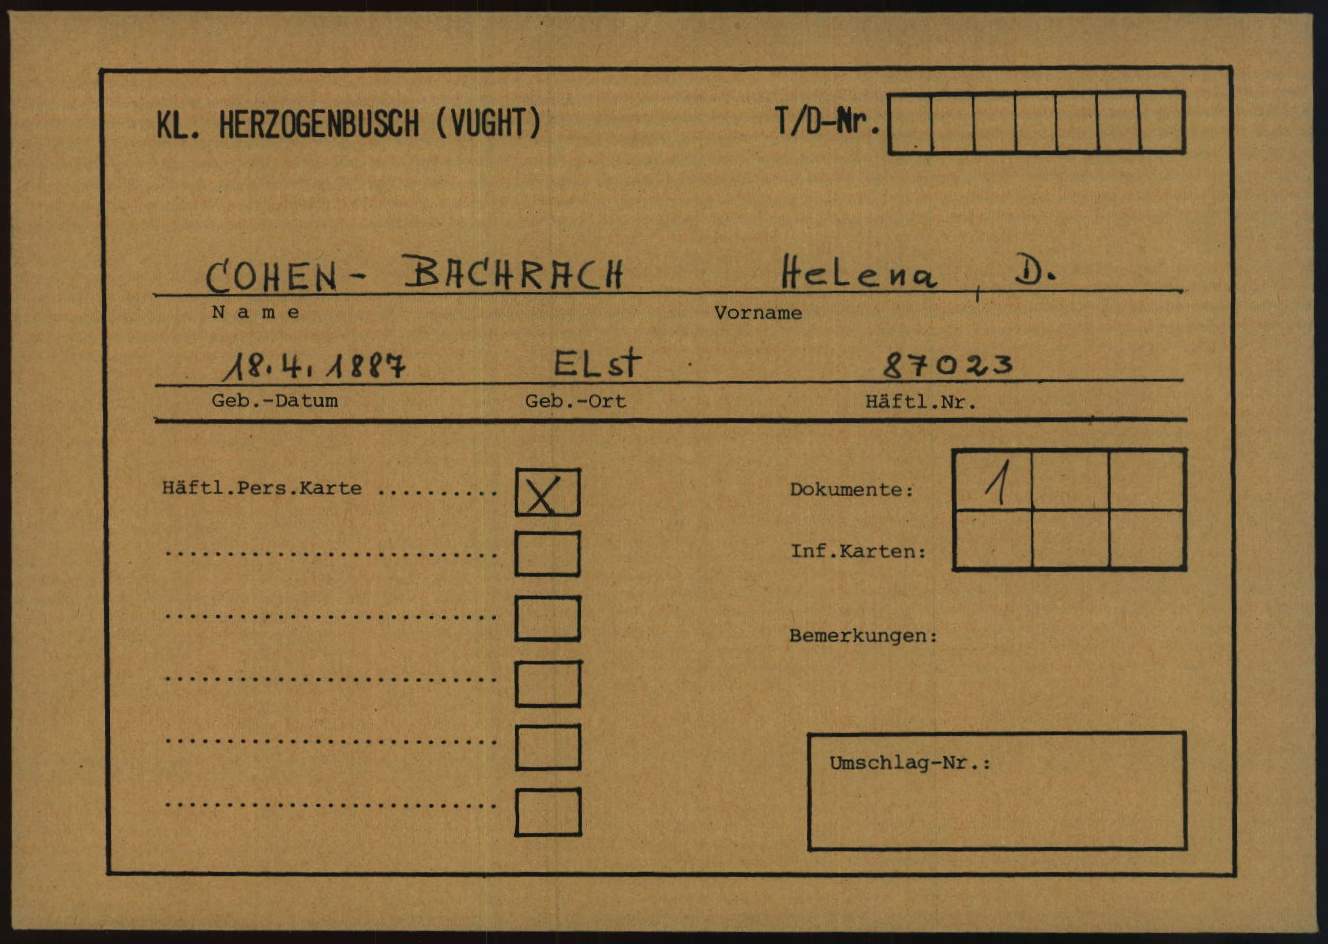 KL. HERZOGENBUSCH (VUGHT) T/D-Nr.
COHEN- BACHRACH Helena, D.
Name Vorname
18.4.1887 Elst 87023
Geb.-Datum Geb.-Ort Häftl.Nr.
Häftl.Pers.Karte .......... X Dokumente: 1
Inf.Karten:
Bemerkungen:
Umschlag-Nr.: